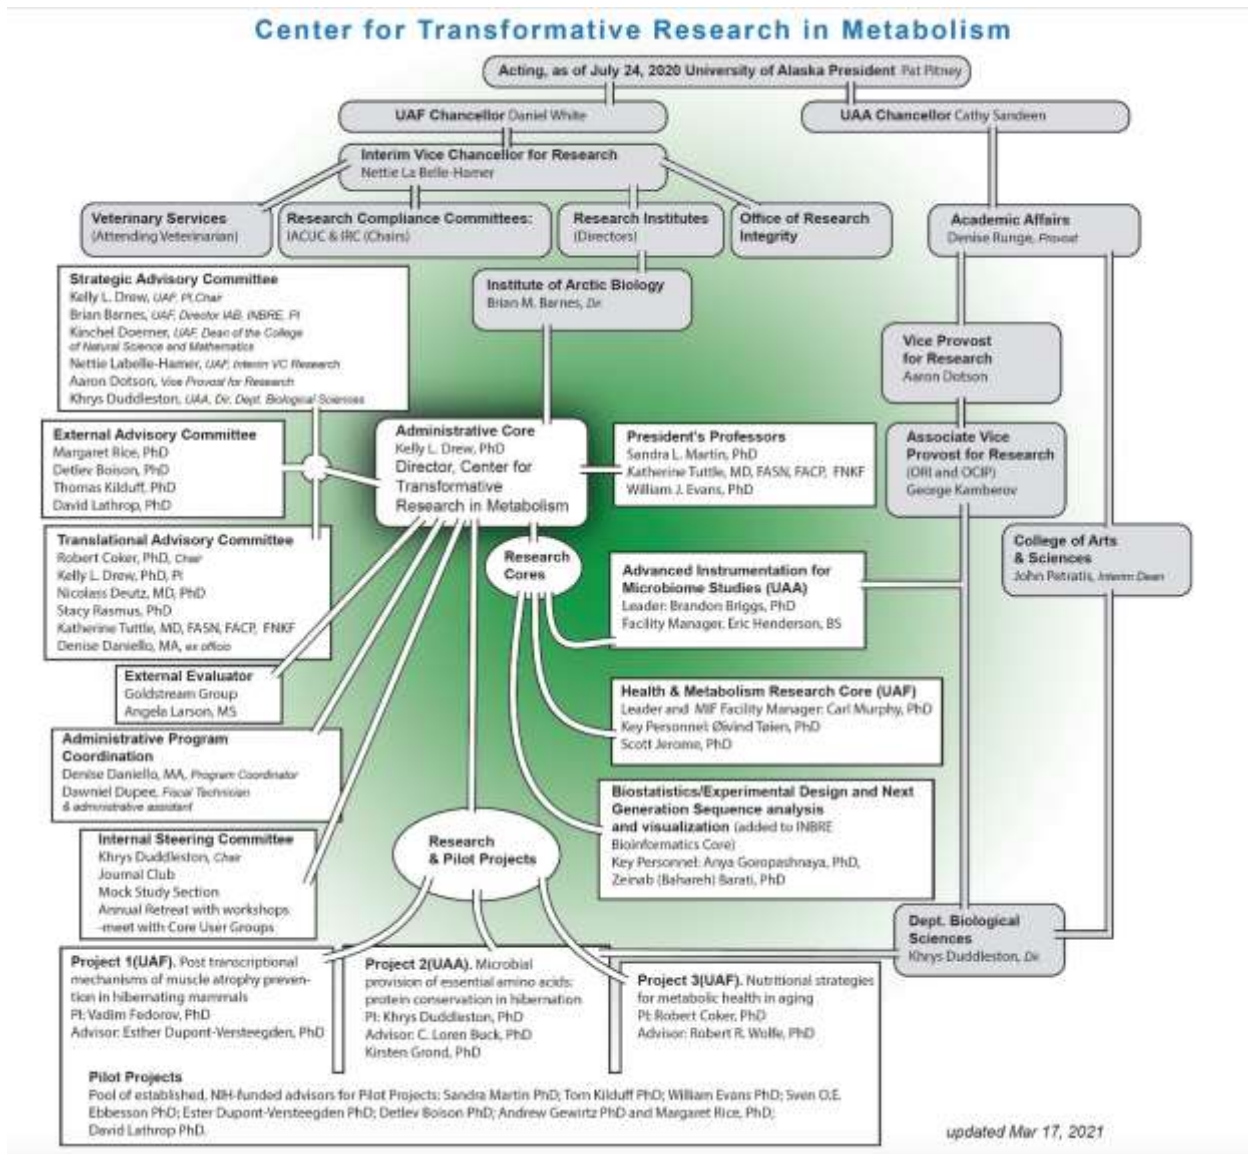 Center for Transformative Research in Metabolism
Acting, as of July 24, 2020 University of Alaska President Pat Pitney
UAF Chancellor Daniel White
UAA Chancellor Cathy Sandeen
Interim Vice Chancellor for Research
Nettie La Belle-Hamer
Veterinary Services
(Attending Veterinarian)
Research Compliance Committees:
IACUC & IRC (Chairs)
Research Institutes
(Directors)
Office of Research
Integrity
Academic Affairs
Denise Runge, Provost
Strategic Advisory Committee
Kelly L. Drew, UAF, PI, Chair
Brian Barnes, UAF, Director IAB, INBRE, PI
Kinchel Doerner, UAF, Dean of the College
of Natural Science and Mathematics
Nettie Labelle-Hamer, UAF, Interim VC Research
Aaron Dotson, Vice Provost for Research
Khrys Duddleston, UAA, Dir. Dept. Biological Sciences
Institute of Arctic Biology
Brian M. Barnes, Dir.
Vice Provost
for Research
Aaron Dotson
External Advisory Committee
Margaret Rice, PhD
Detlev Boison, PhD
Thomas Kilduff, PhD
David Lathrop, PhD
Administrative Core
Kelly L. Drew, PhD
Director, Center for
Transformative
Research in Metabolism
President's Professors
Sandra L. Martin, PhD
Katherine Tuttle, MD, FASN, FACP, FNKF
William J. Evans, PhD
Associate Vice
Provost for Research
(ORI and OCIP)
George Kamberov
Translational Advisory Committee
Robert Coker, PhD, Chair
Kelly L. Drew, PhD, PI
Nicolass Deutz, MD, PhD
Stacy Rasmus, PhD
Katherine Tuttle, MD, FASN, FACP, FNKF
Denise Daniello, MA, ex officio
Research
Cores
Advanced Instrumentation for
Microbiome Studies (UAA)
Leader: Brandon Briggs, PhD
Facility Manager. Eric Henderson, BS
College of Arts
& Sciences
John Petratis, Interim Dean
External Evaluator
Goldstream Group
Angela Larson, MS
Health & Metabolism Research Core (UAF)
Leader and MIF Facility Manager: Carl Murphy, PhD
Key Personnel: Øivind Tøien, PhD
Scott Jerome, PhD
Administrative Program
Coordination
Denise Daniello, MA, Program Coordinator
Dawniel Dupee, Fiscal Technician
& administrative assistant
Biostatistics/Experimental Design and Next
Generation Sequence analysis
and visualization (added to INBRE
Bioinformatics Core)
Key Personnel: Anya Goropashnaya, PhD,
Zeinab (Bahareh) Barati, PhD
Internal Steering Committee
Khrys Duddleston, Chair
Journal Club
Mock Study Section
Annual Retreat with workshops
-meet with Core User Groups
Research
& Pilot Projects
Dept. Biological
Sciences
Khrys Duddleston, Dir.
Project 1(UAF). Post transcriptional
mechanisms of muscle atrophy preven-
tion in hibernating mammals
PI: Vadim Fedorov, PhD
Advisor: Esther Dupont-Versteegden, PhD
Project 2(UAA). Microbial
provision of essential amino acids:
protein conservation in hibernation
PI: Khrys Duddleston, PhD
Advisor: C. Loren Buck, PhD
Kirsten Grond, PhD
Project 3(UAF). Nutritional strategies
for metabolic health in aging
PI: Robert Coker, PhD
Advisor: Robert R. Wolfe, PhD
Pilot Projects
Pool of established, NIH-funded advisors for Pilot Projects: Sandra Martin PhD; Tom Kilduff PhD; William Evans PhD; Sven O.E.
Ebbesson PhD; Ester Dupont-Versteegden PhD; Detlev Boison PhD; Andrew Gewirtz PhD and Margaret Rice, PhD;
David Lathrop PhD.
updated Mar 17, 2021